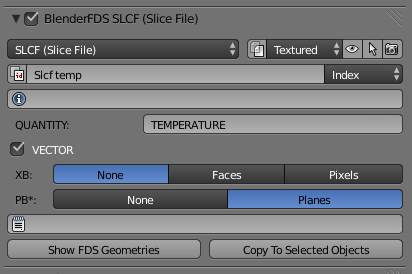 BlenderFDS SLCF (Slice File)
SLCF (Slice File) Textured
Slcf temp Index
QUANTITY: TEMPERATURE
VECTOR
XB: None Faces Pixels
PB*: None Planes
Show FDS Geometries Copy To Selected Objects